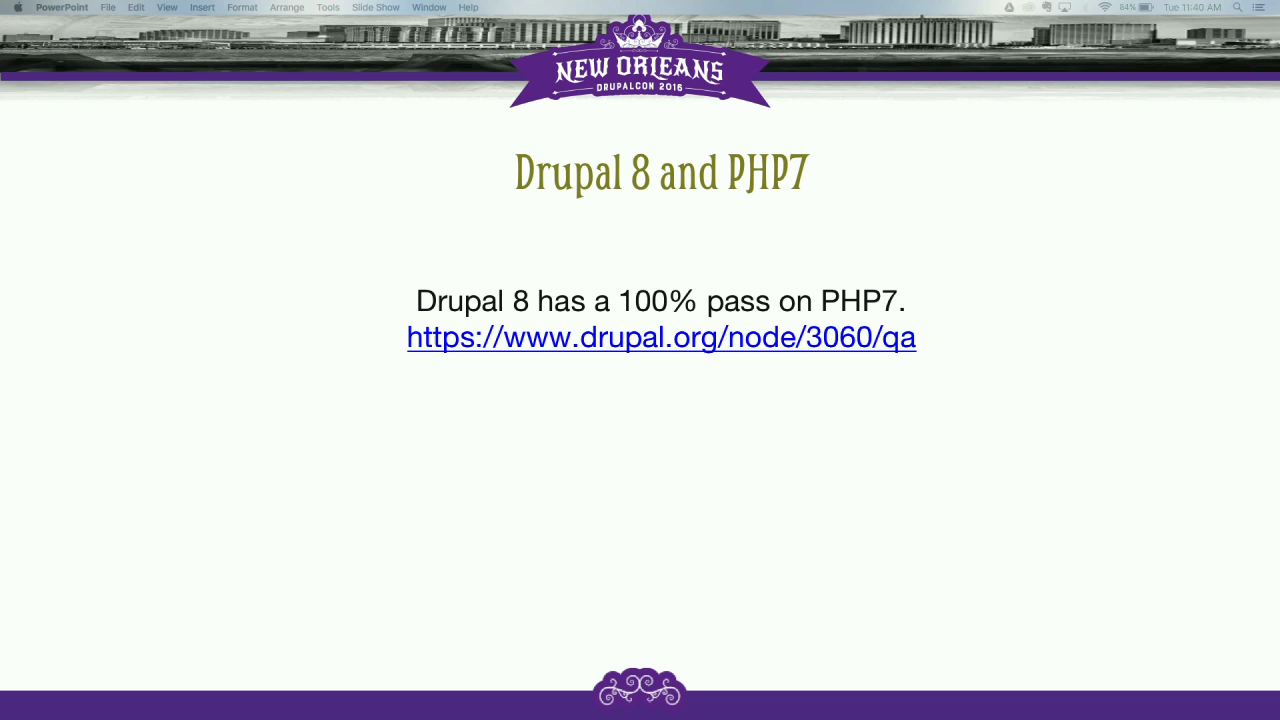 PowerPoint File Edit View Insert Format Arrange Tools Slide Show Window Help 84% Tue 11:40 AM
NEW ORLEANS
DRUPALCON 2016
Drupal 8 and PHP7
Drupal 8 has a 100% pass on PHP7.
https://www.drupal.org/node/3060/qa